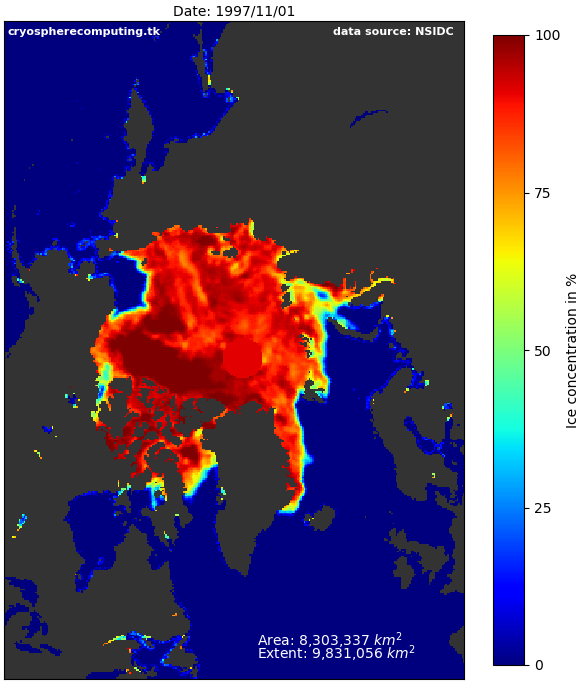 Date: 1997/11/01
cryospherecomputing.tk data source: NSIDC
100
75
50
25
0
Ice concentration in %
Area: 8,303,337 km²
Extent: 9,831,056 km²